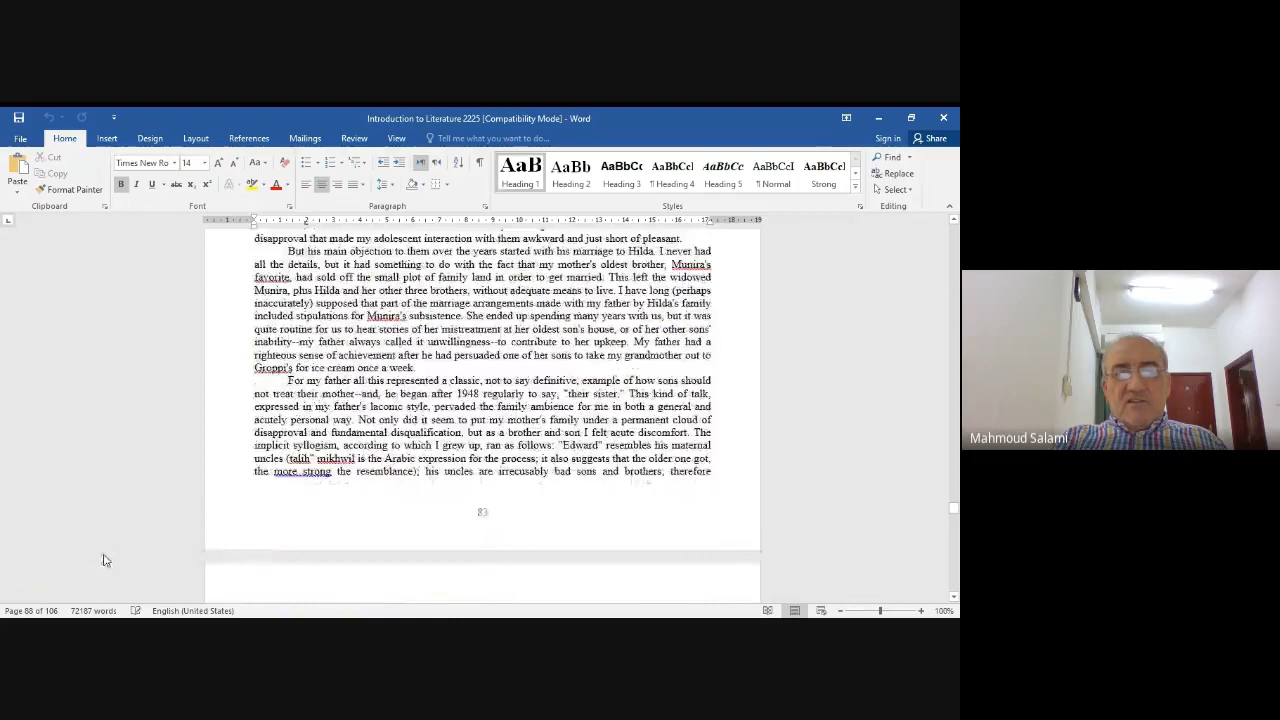 Introduction to Literature 2225 [Compatibility Mode] - Word
Sign in
Share
File
Home
Insert
Design
Layout
References
Mailings
Review
View
Tell me what you want to do...
Paste
Cut
Copy
Format Painter
Times New Ro
14
AaB
AaBb
AaBbCc
AaBbCcI
AaBbCc
AaBbCcI
AaBbCcI
Heading 1
Heading 2
Heading 3
¶ Heading 4
Heading 5
¶ Normal
Strong
Find
Replace
Select
Clipboard
Font
Paragraph
Styles
Editing
disapproval that made my adolescent interaction with them awkward and just short of pleasant.
But his main objection to them over the years started with his marriage to Hilda. I never had
all the details, but it had something to do with the fact that my mother's oldest brother, Munira's
favorite, had sold off the small plot of family land in order to get married. This left the widowed
Munira, plus Hilda and her other three brothers, without adequate means to live. I have long (perhaps
inaccurately) supposed that part of the marriage arrangements made with my father by Hilda's family
included stipulations for Munira's subsistence. She ended up spending many years with us, but it was
quite routine for us to hear stories of her mistreatment at her oldest son's house, or of her other sons'
inability--my father always called it unwillingness--to contribute to her upkeep. My father had a
righteous sense of achievement after he had persuaded one of her sons to take my grandmother out to
Groppi's for ice cream once a week.
For my father all this represented a classic, not to say definitive, example of how sons should
not treat their mother--and, he began after 1948 regularly to say, "their sister." This kind of talk,
expressed in my father's laconic style, pervaded the family ambience for me in both a general and
acutely personal way. Not only did it seem to put my mother's family under a permanent cloud of
disapproval and fundamental disqualification, but as a brother and son I felt acute discomfort. The
implicit syllogism, according to which I grew up, ran as follows: "Edward" resembles his maternal
uncles (talih" mikhwil is the Arabic expression for the process; it also suggests that the older one got,
the more strong the resemblance); his uncles are irrecusably bad sons and brothers; therefore
83
Page 88 of 106
72187 words
English (United States)
100%
Mahmoud Salami